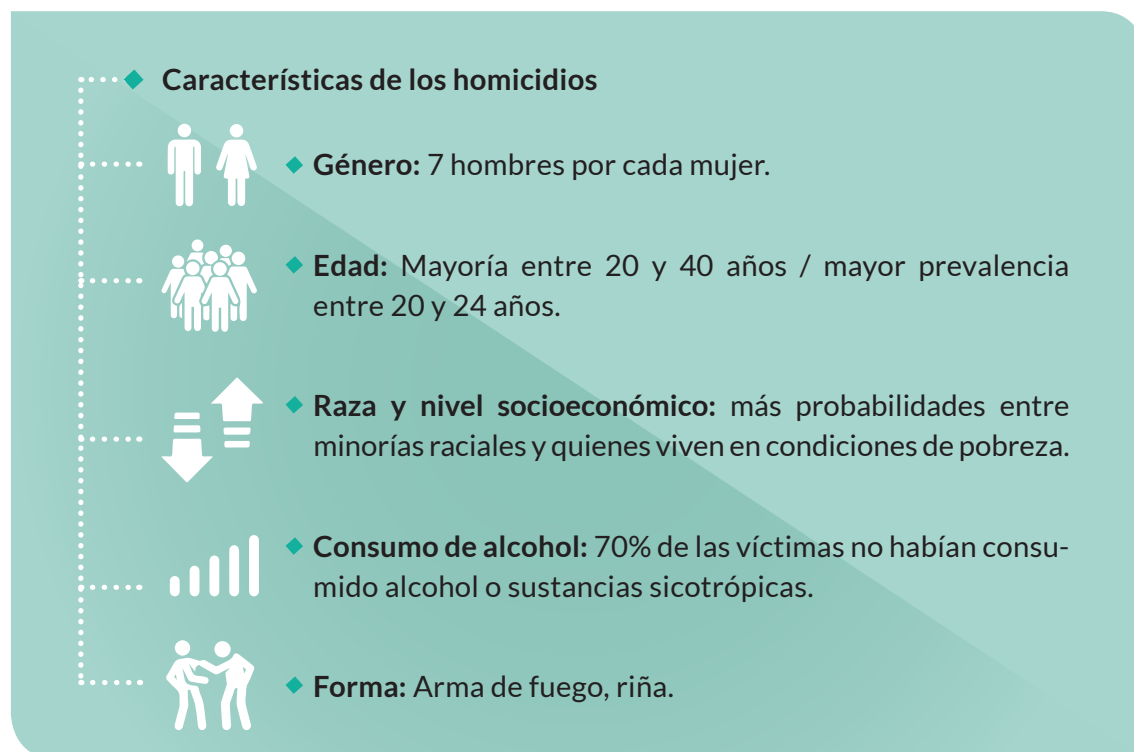 Características de los homicidios
Género: 7 hombres por cada mujer.
Edad: Mayoría entre 20 y 40 años / mayor prevalencia
entre 20 y 24 años.
Raza y nivel socioeconómico: más probabilidades entre
minorías raciales y quienes viven en condiciones de pobreza.
Consumo de alcohol: 70% de las víctimas no habían consu-
mido alcohol o sustancias sicotrópicas.
Forma: Arma de fuego, riña.